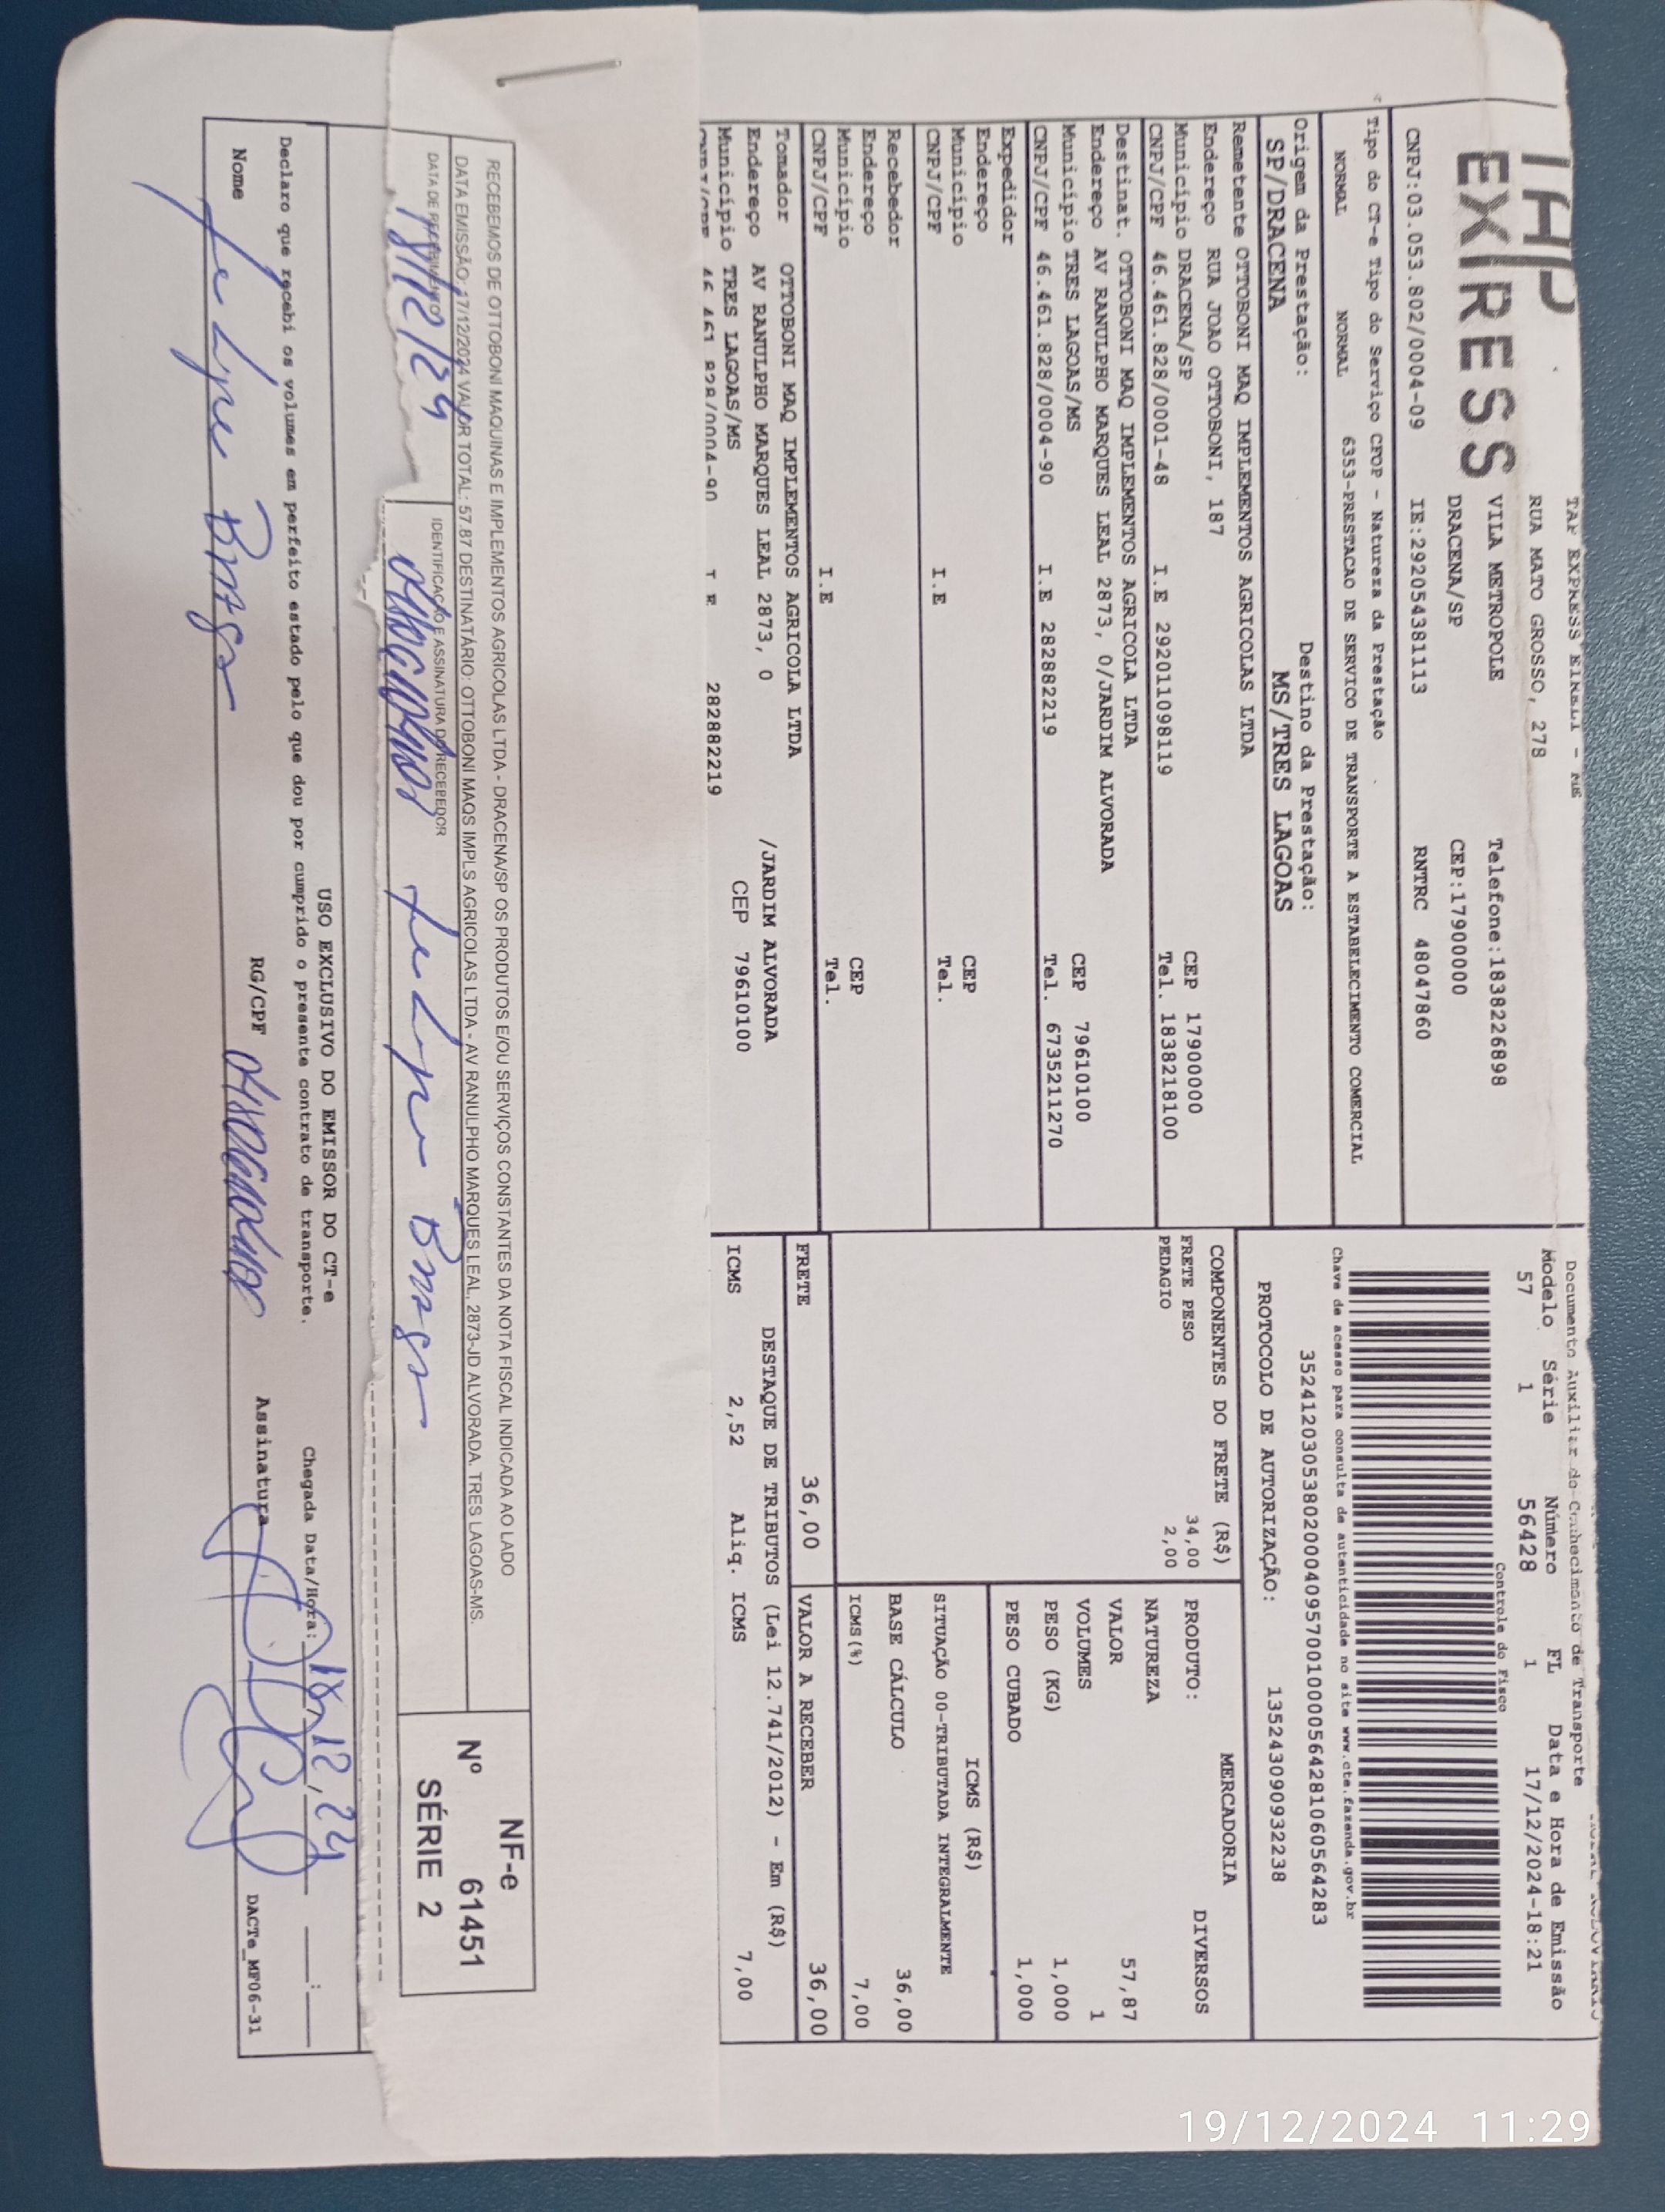 TAP EXPRESS EIRELI - ME
RUA MATO GROSSO, 278
VILA METROPOLE Telefone:1838226898
DRACENA/SP CEP:17900000
TAP
EXPRESS
CNPJ:03.053.802/0004-09 IE:292054381113 RNTRC 48047860
Tipo do CT-e Tipo do Serviço CFOP - Natureza da Prestação
NORMAL NORMAL 6353-PRESTACAO DE SERVICO DE TRANSPORTE A ESTABELECIMENTO COMERCIAL
Origem da Prestação: Destino da Prestação:
SP/DRACENA MS/TRES LAGOAS
Documento Auxiliar do Conhecimento de Transporte
Modelo Série Número FL Data e Hora de Emissão
57 1 56428 1 17/12/2024-18:21
Controle do Fisco
Chave de acesso para consulta de autenticidade no site www.cte.fazenda.gov.br
35241203053802000409570010000564281060564283
PROTOCOLO DE AUTORIZAÇÃO: 135243090932238
Remetente OTTOBONI MAQ IMPLEMENTOS AGRICOLAS LTDA
Endereço RUA JOAO OTTOBONI, 187
Município DRACENA/SP CEP 17900000
CNPJ/CPF 46.461.828/0001-48 I.E 292011098119 Tel. 1838218100
Destinat. OTTOBONI MAQ IMPLEMENTOS AGRICOLA LTDA
Endereço AV RANULPHO MARQUES LEAL 2873, 0/JARDIM ALVORADA
Município TRES LAGOAS/MS CEP 79610100
CNPJ/CPF 46.461.828/0004-90 I.E 282882219 Tel. 6735211270
Expedidor
Endereço
Município CEP
CNPJ/CPF I.E Tel.
Recebedor
Endereço
Município CEP
CNPJ/CPF I.E Tel.
Tomador OTTOBONI MAQ IMPLEMENTOS AGRICOLA LTDA
Endereço AV RANULPHO MARQUES LEAL 2873, 0 /JARDIM ALVORADA
Município TRES LAGOAS/MS CEP 79610100
CNPJ/CPF 46.461.828/0004-90 I.E 282882219
COMPONENTES DO FRETE (R$)
FRETE PESO 34,00
PEDAGIO 2,00
MERCADORIA
PRODUTO: DIVERSOS
NATUREZA
VALOR 57,87
VOLUMES 1
PESO (KG) 1,000
PESO CUBADO 1,000
ICMS (R$)
SITUAÇÃO 00-TRIBUTADA INTEGRALMENTE
BASE CÁLCULO 36,00
ICMS(%) 7,00
FRETE 36,00 VALOR A RECEBER 36,00
DESTAQUE DE TRIBUTOS (Lei 12.741/2012) - Em (R$)
ICMS 2,52 Aliq. ICMS 7,00
RECEBEMOS DE OTTOBONI MAQUINAS E IMPLEMENTOS AGRICOLAS LTDA - DRACENA/SP OS PRODUTOS E/OU SERVIÇOS CONSTANTES DA NOTA FISCAL INDICADA AO LADO
DATA EMISSÃO: 17/12/2024 VALOR TOTAL: 57.87 DESTINATÁRIO: OTTOBONI MAQS IMPLS AGRICOLAS LTDA - AV RANULPHO MARQUES LEAL, 2873-JD ALVORADA. TRES LAGOAS-MS.
DATA DE RECEBIMENTO IDENTIFICAÇÃO E ASSINATURA DO RECEBEDOR
18/12/24
NF-e
Nº 61451
SÉRIE 2
USO EXCLUSIVO DO EMISSOR DO CT-e
Declaro que recebi os volumes em perfeito estado pelo que dou por cumprido o presente contrato de transporte. Chegada Data/Hora: 18/12/24 __:__
Nome RG/CPF Assinatura
DACTe_MF06-31
19/12/2024 11:29